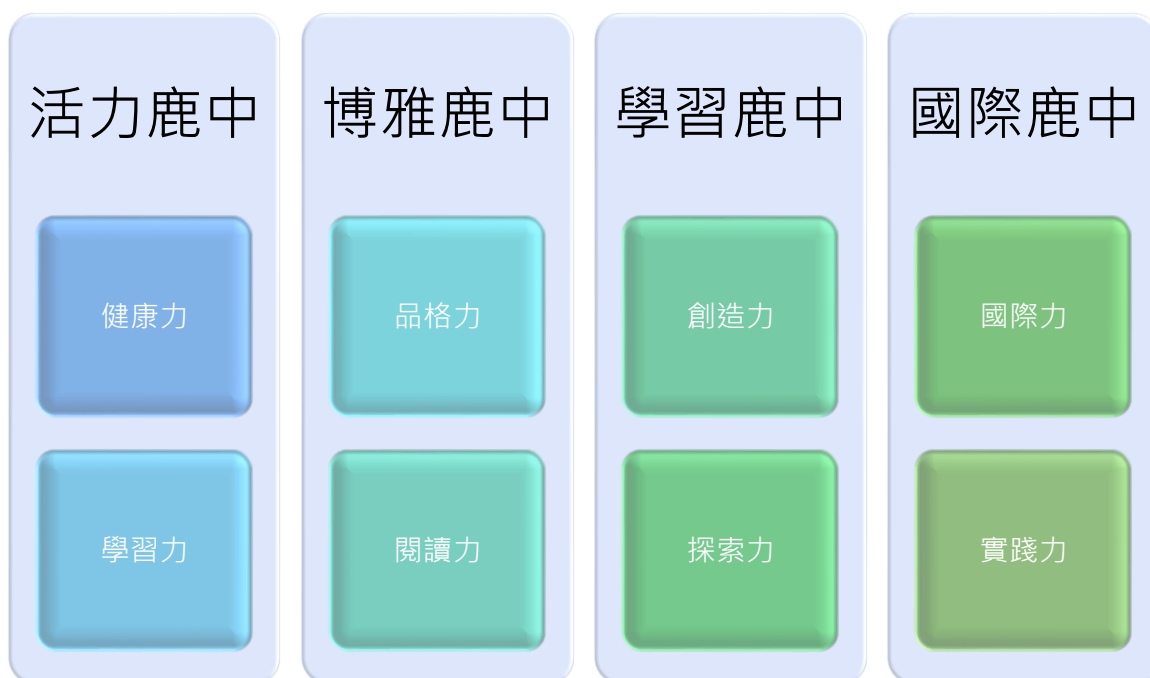 活力鹿中
健康力
學習力
博雅鹿中
品格力
閱讀力
學習鹿中
創造力
探索力
國際鹿中
國際力
實踐力